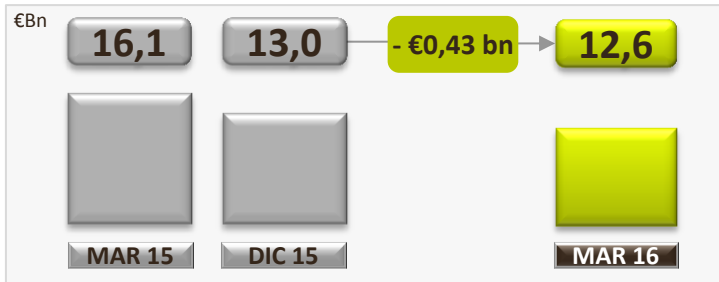 €Bn
16,1
13,0
- €0,43 bn
12,6
MAR 15
DIC 15
MAR 16